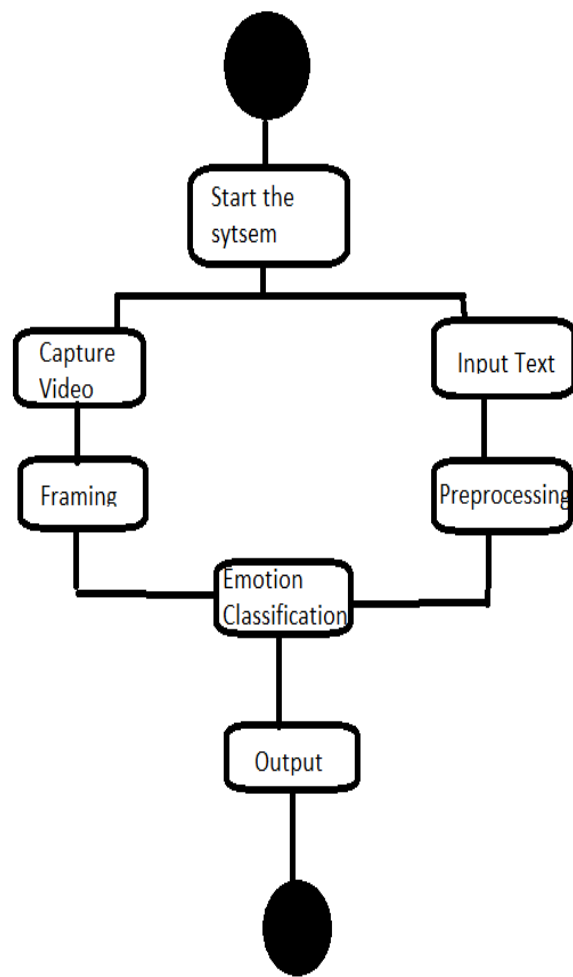 Start the
sytsem
Capture
Video
Input Text
Framing
Preprocessing
Emotion
Classification
Output